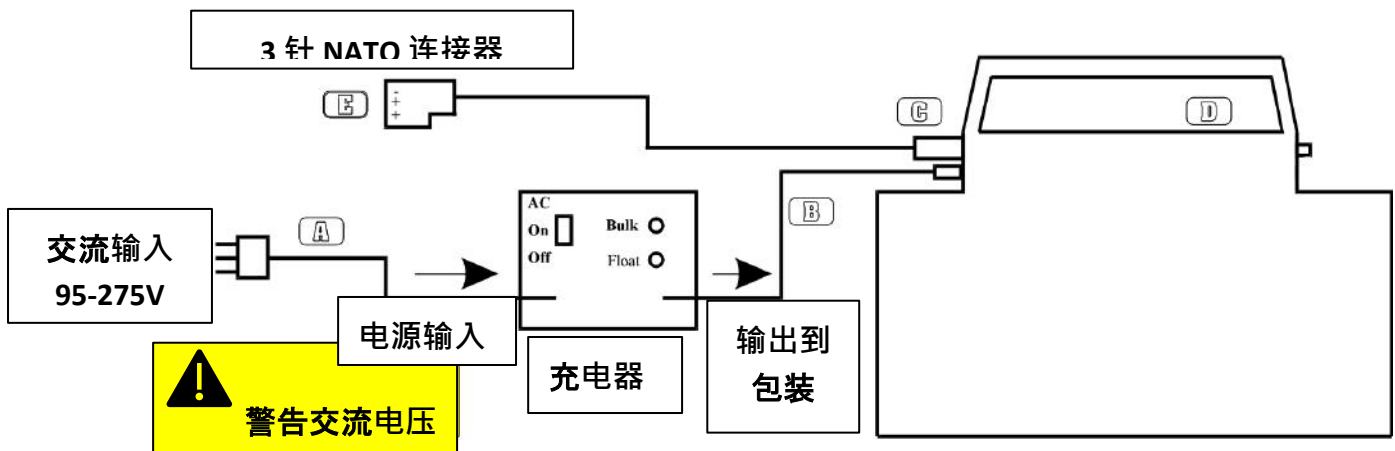 3 针 NATO 连接器
E
-
+
+
C
D
A
B
交流输入
95-275V
AC
On
Off
Bulk
Float
电源输入
充电器
输出到
包装
警告交流电压